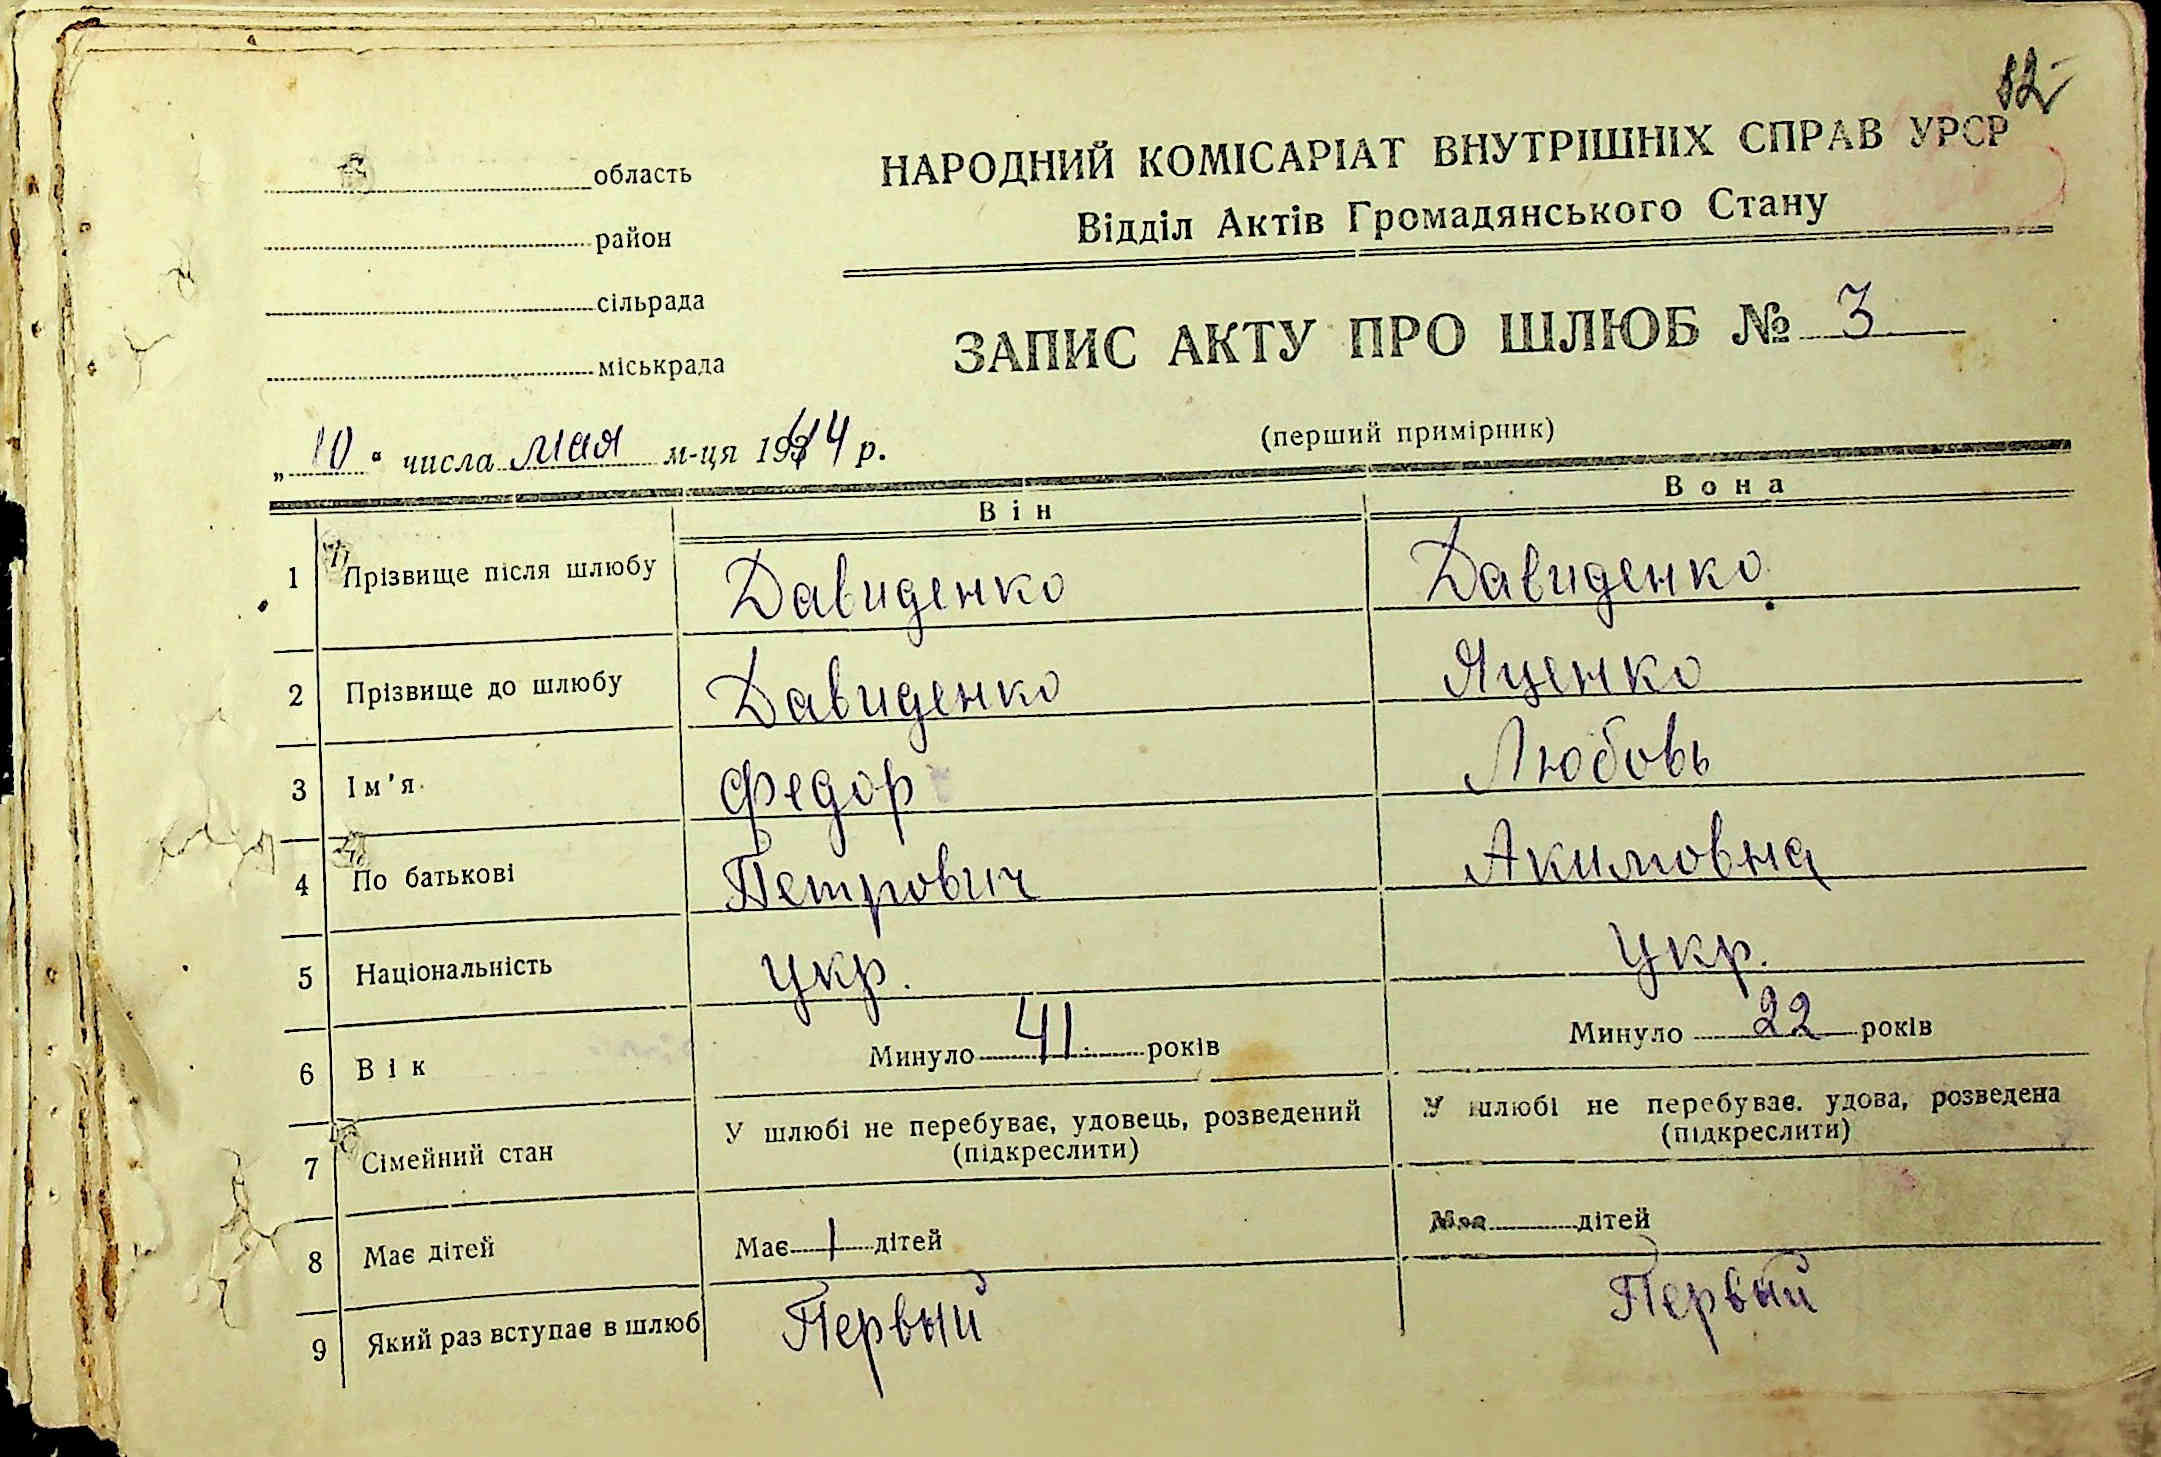 82
область
район
сільрада
міськрада
НАРОДНИЙ КОМІСАРІАТ ВНУТРІШНІХ СПРАВ УРСР
Відділ Актів Громадянського Стану
ЗАПИС АКТУ ПРО ШЛЮБ № 3
(перший примірник)
„10“ числа мая м-ця 1944 р.
Він Вона
1 Прізвище після шлюбу Давиденко Давиденко
2 Прізвище до шлюбу Давиденко Яценко
3 Ім'я Федор Любовь
4 По батькові Петрович Акимовна
5 Національність укр. Укр.
6 Вік Минуло 41 років Минуло 22 років
7 Сімейний стан У шлюбі не перебуває, удовець, розведений (підкреслити) У шлюбі не перебуває. удова, розведена (підкреслити)
8 Має дітей Має 1 дітей Має дітей
9 Який раз вступає в шлюб Первый Первый